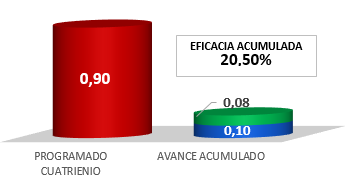 EFICACIA ACUMULADA
20,50%
0,90
0,08
0,10
PROGRAMADO
CUATRIENIO
AVANCE ACUMULADO